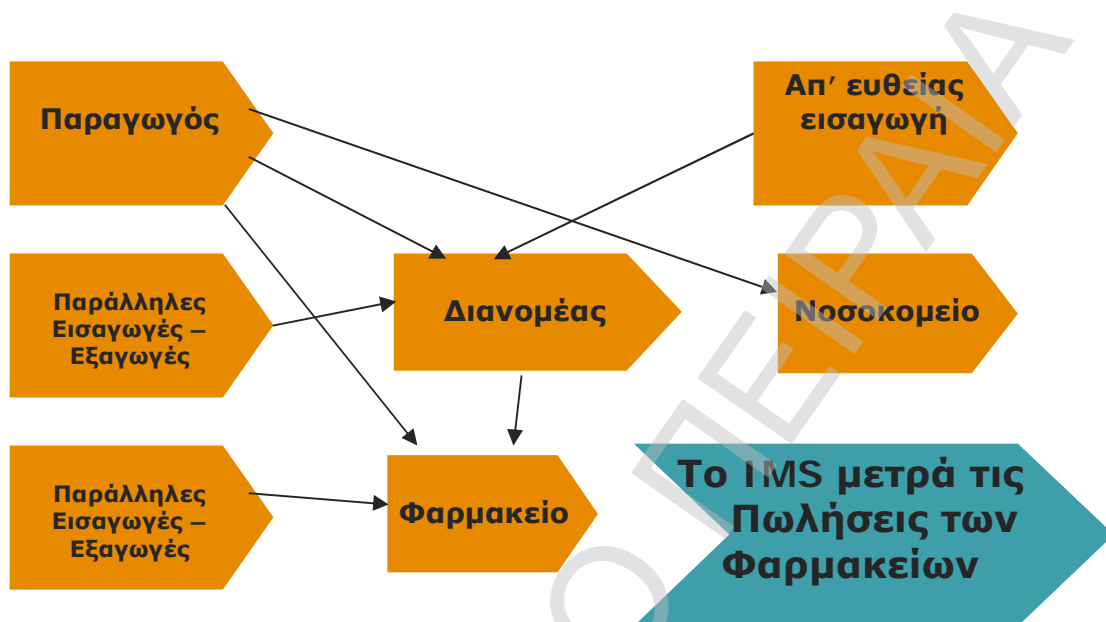 Παραγωγός
Απ’ ευθείας
εισαγωγή
Παράλληλες
Εισαγωγές –
Εξαγωγές
Διανομέας
Νοσοκομείο
Παράλληλες
Εισαγωγές –
Εξαγωγές
Φαρμακείο
Το IMS μετρά τις
Πωλήσεις των
Φαρμακείων
Ο ΠΕΙΡΑΙΑ